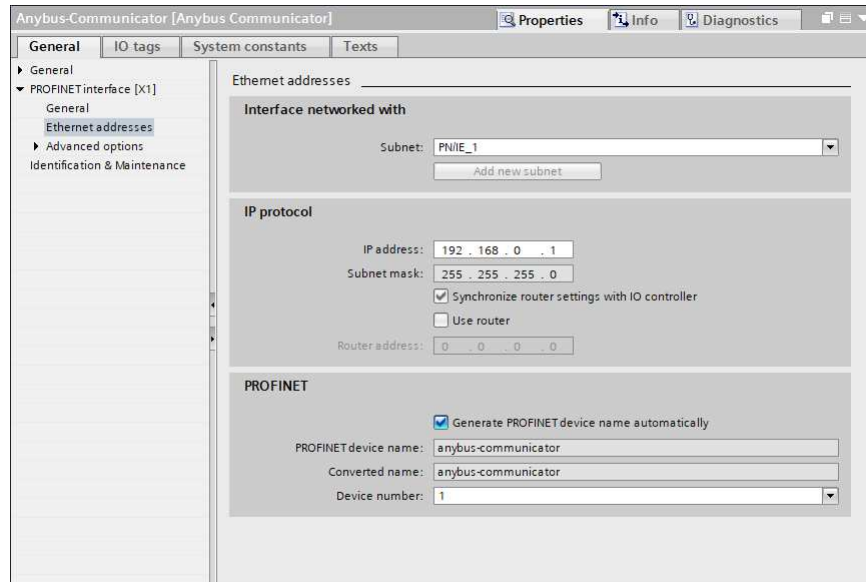 Anybus-Communicator [Anybus Communicator]
Properties
Info
Diagnostics
General
IO tags
System constants
Texts
General
PROFINET interface [X1]
General
Ethernet addresses
Advanced options
Identification & Maintenance
Ethernet addresses
Interface networked with
Subnet: PN/IE_1
Add new subnet
IP protocol
IP address: 192 . 168 . 0 . 1
Subnet mask: 255 . 255 . 255 . 0
Synchronize router settings with IO controller
Use router
Router address: 0 . 0 . 0 . 0
PROFINET
Generate PROFINET device name automatically
PROFINET device name: anybus-communicator
Converted name: anybus-communicator
Device number: 1